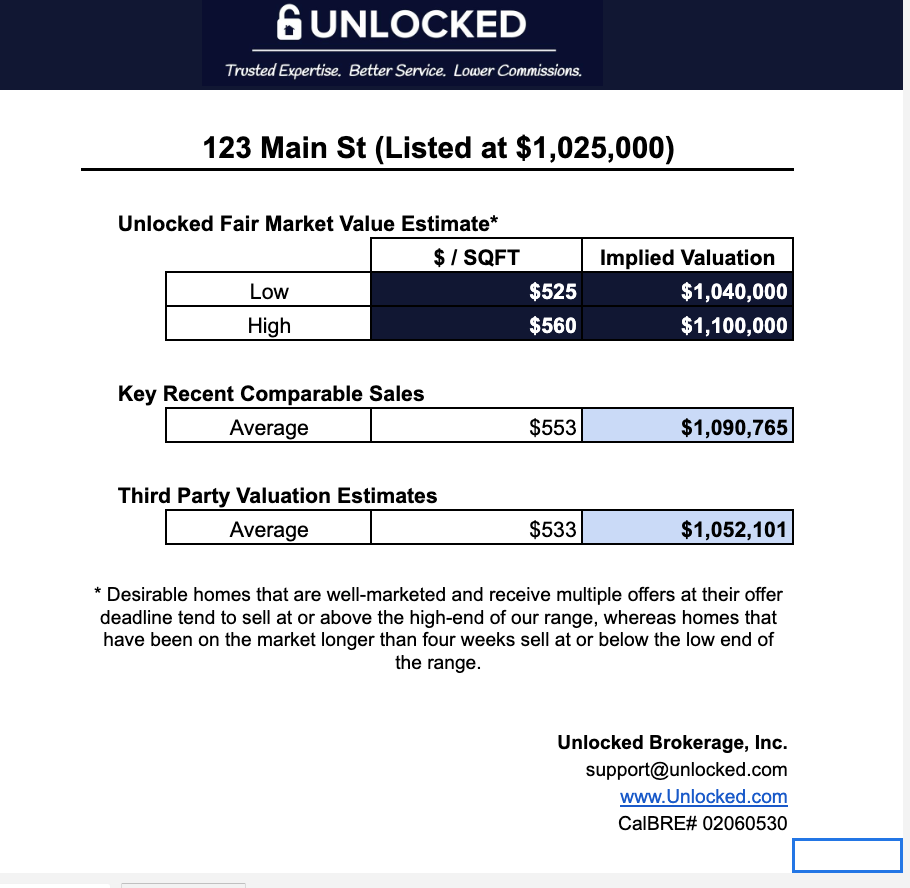 UNLOCKED
Trusted Expertise. Better Service. Lower Commissions.
123 Main St (Listed at $1,025,000)
Unlocked Fair Market Value Estimate*
$ / SQFT Implied Valuation
Low $525 $1,040,000
High $560 $1,100,000
Key Recent Comparable Sales
Average $553 $1,090,765
Third Party Valuation Estimates
Average $533 $1,052,101
* Desirable homes that are well-marketed and receive multiple offers at their offer
deadline tend to sell at or above the high-end of our range, whereas homes that
have been on the market longer than four weeks sell at or below the low end of
the range.
Unlocked Brokerage, Inc.
support@unlocked.com
www.Unlocked.com
CalBRE# 02060530